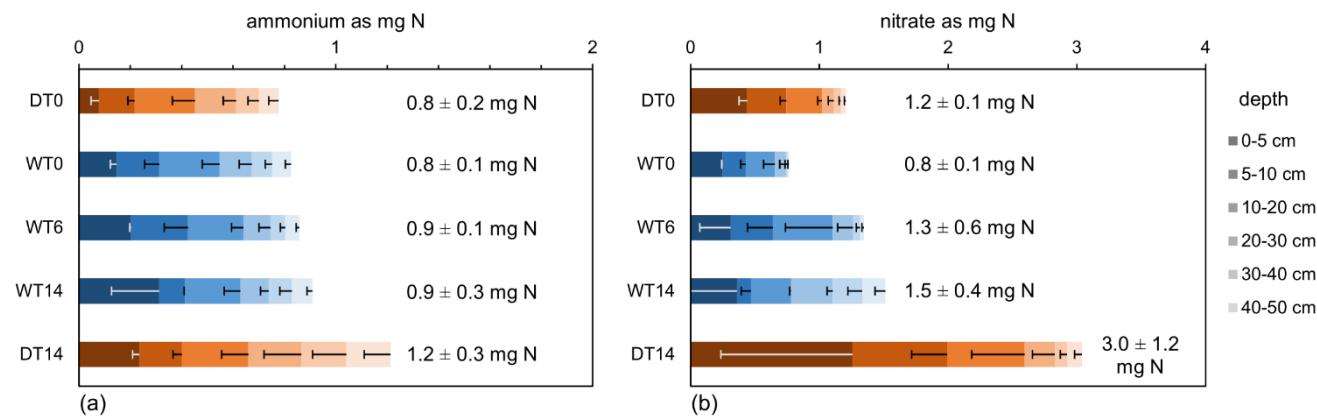 ammonium as mg N
0 1 2
DT0 0.8 ± 0.2 mg N
WT0 0.8 ± 0.1 mg N
WT6 0.9 ± 0.1 mg N
WT14 0.9 ± 0.3 mg N
DT14 1.2 ± 0.3 mg N
(a)
nitrate as mg N
0 1 2 3 4
DT0 1.2 ± 0.1 mg N
WT0 0.8 ± 0.1 mg N
WT6 1.3 ± 0.6 mg N
WT14 1.5 ± 0.4 mg N
DT14 3.0 ± 1.2
mg N
(b)
depth
0-5 cm
5-10 cm
10-20 cm
20-30 cm
30-40 cm
40-50 cm